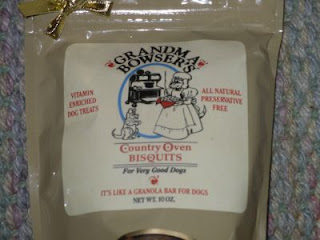 GRANDMA
BOWSER'S
VITAMIN
ENRICHED
DOG TREATS
ALL NATURAL
PRESERVATIVE
FREE
Country Oven
BISQUITS
For Very Good Dogs
IT'S LIKE A GRANOLA BAR FOR DOGS
NET WT. 10 OZ.